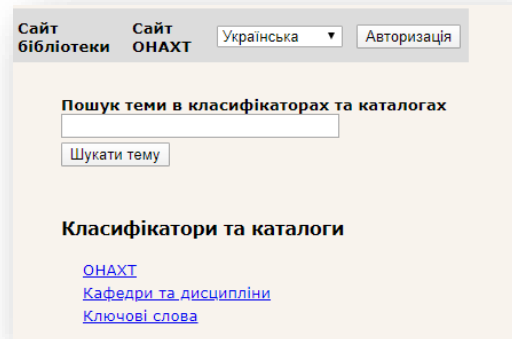 Сайт бібліотеки
Сайт ОНАХТ
Українська
Авторизація
Пошук теми в класифікаторах та каталогах
Шукати тему
Класифікатори та каталоги
ОНАХТ
Кафедри та дисципліни
Ключові слова